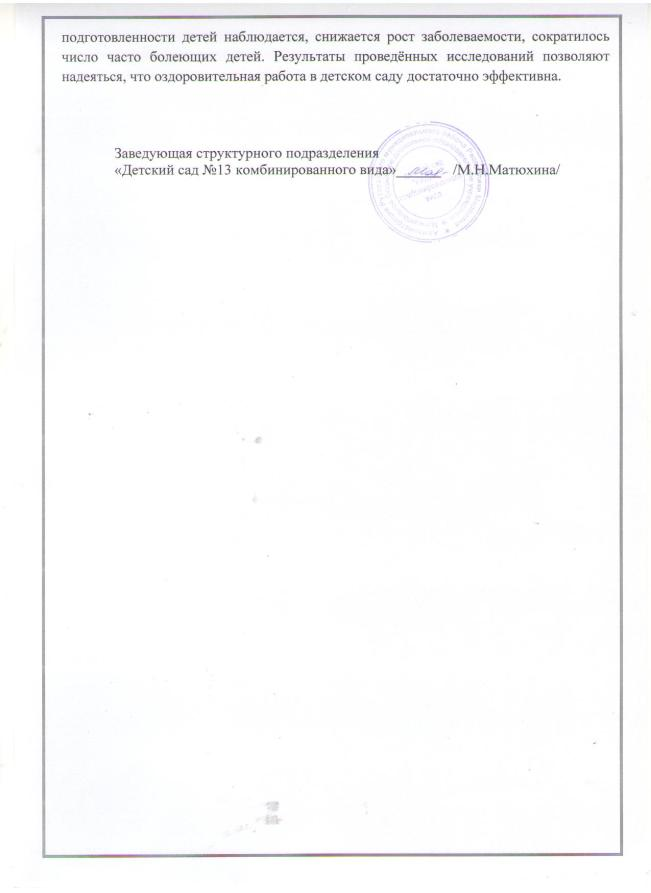 подготовленности детей наблюдается, снижается рост заболеваемости, сократилось
число часто болеющих детей. Результаты проведённых исследований позволяют
надеяться, что оздоровительная работа в детском саду достаточно эффективна.
Заведующая структурного подразделения
«Детский сад №13 комбинированного вида»______ /М.Н.Матюхина/